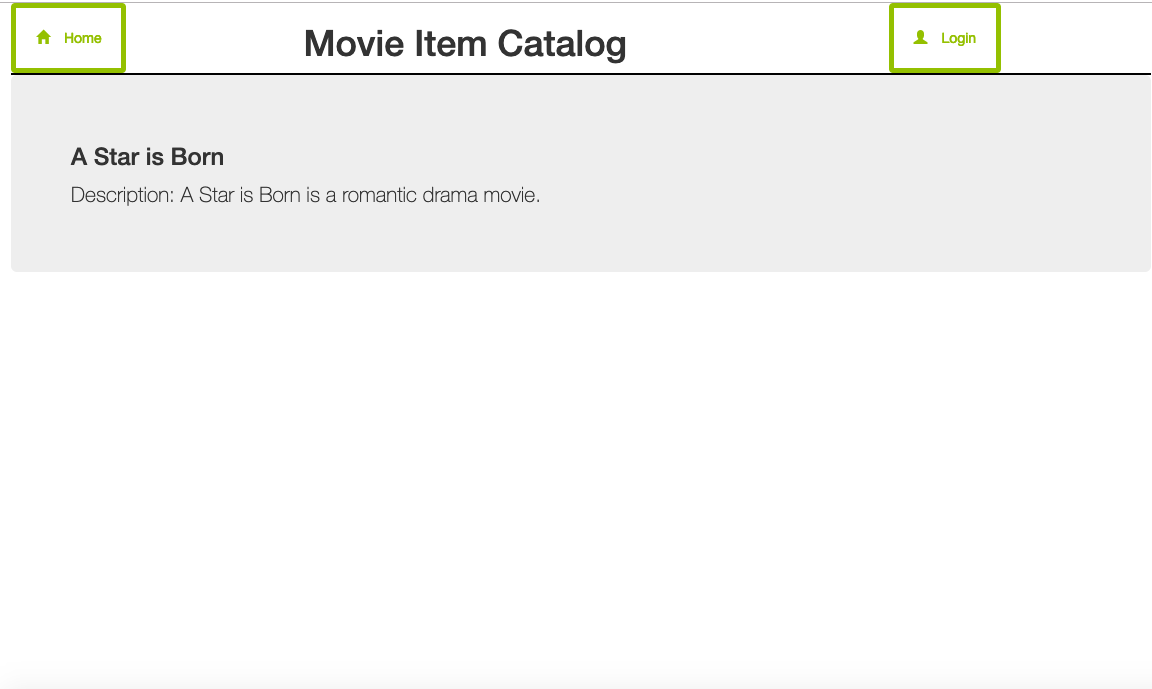 Home
Movie Item Catalog
Login
A Star is Born
Description: A Star is Born is a romantic drama movie.